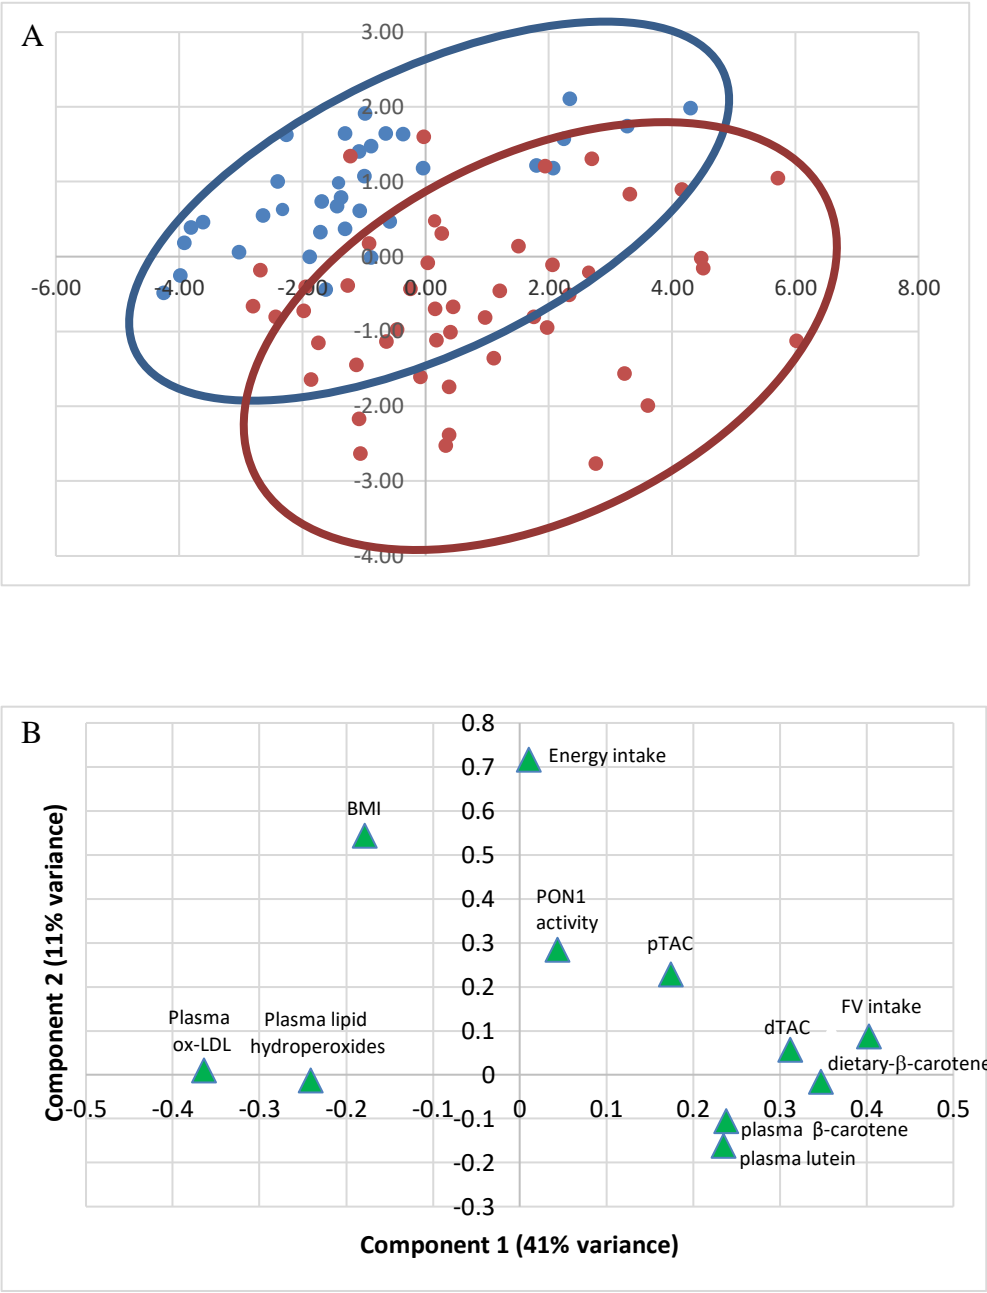 A
3.00
2.00
1.00
0.00
-6.00 -4.00 -2.00 0.00 2.00 4.00 6.00 8.00
-1.00
-2.00
-3.00
-4.00
B
0.8
0.7
0.6
0.5
0.4
0.3
0.2
0.1
0
-0.1
-0.2
-0.3
-0.5 -0.4 -0.3 -0.2 -0.1 0 0.1 0.2 0.3 0.4 0.5
Energy intake
BMI
PON1
activity
pTAC
FV intake
dTAC
dietary-β-carotene
Plasma
ox-LDL
Plasma lipid
hydroperoxides
plasma β-carotene
plasma lutein
Component 2 (11% variance)
Component 1 (41% variance)